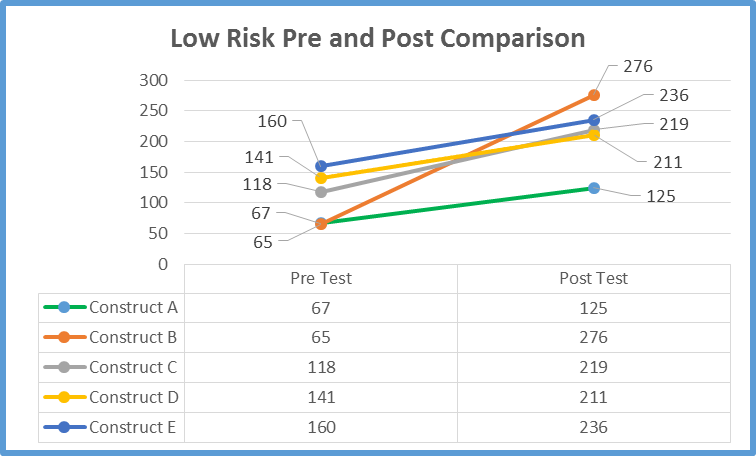 Low Risk Pre and Post Comparison
300
250
200
150
100
50
0
160
141
118
67
65
276
236
219
211
125
Pre Test Post Test
Construct A 67 125
Construct B 65 276
Construct C 118 219
Construct D 141 211
Construct E 160 236